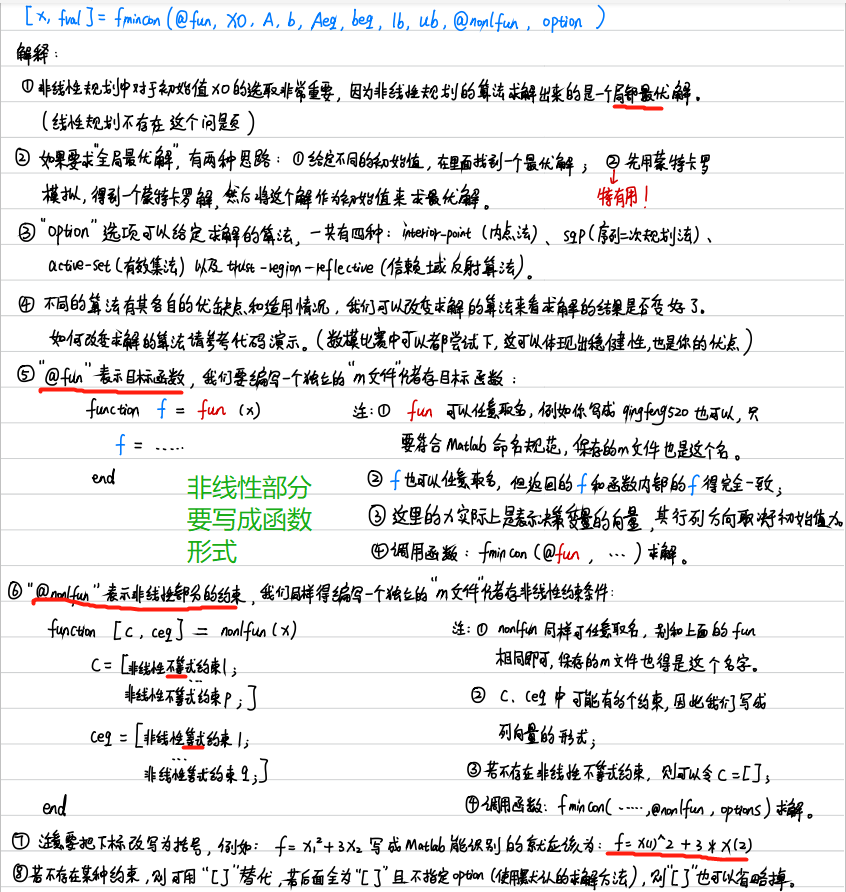 [x, fval] = fmincon (@fun, X0, A, b, Aeq, beq, lb, ub, @nonlfun, option )
解释：
①非线性规划中对于初始值X0的选取非常重要，因为非线性规划的算法求解出来的是一个局部最优解。
（线性规划不存在这个问题）
② 如果要求"全局最优解"，有两种思路：①给定不同的初始值，在里面找到一个最优解； ②先用蒙特卡罗
模拟，得到一个蒙特卡罗解，然后将这个解作为初始值来求最优解。 特有用！
③ "option" 选项可以给定求解的算法，一共有四种：interior-point（内点法）、sqp（序列二次规划法）、
active-set（有效集法）以及 trust-region-reflective（信赖域反射算法）。
④ 不同的算法有其各自的优缺点和适用情况，我们可以改变求解的算法来看求解的结果是否变好了。
如何改变求解的算法请参考代码演示。（数模比赛中可以都尝试下，这可以体现出稳健性，也是你的优点）
⑤ "@fun" 表示目标函数，我们要编写一个独立的"m文件"储存目标函数：
function f = fun (x) 注：① fun 可以任意取名，例如你写成 qingfeng520 也可以，只
f = ...... 要符合Matlab命名规范，保存的m文件也是这个名。
end ② f也可以任意取名，但返回的f和函数内部的f得完全一致；
非线性部分
要写成函数
形式
③ 这里的x实际上是表示决策变量的向量，其行列方向取决于初始值x0
④调用函数：fmincon (@fun, ...) 求解。
⑥ "@nonlfun" 表示非线性部分的约束，我们同样得编写一个独立的"m文件"储存非线性约束条件：
function [c, ceq] = nonlfun (x) 注：① nonlfun 同样可任意取名，别和上面的fun
C = [非线性不等式约束1; 相同即可，保存的m文件也得是这个名字。
...
非线性不等式约束p;] ② C、ceq 中可能有多个约束，因此我们写成
ceq = [非线性等式约束1; 列向量的形式；
...
非线性等式约束q;] ③若不存在非线性不等式约束，则可以令C=[]；
end ④调用函数：fmincon( ......, @nonlfun, options) 求解。
⑦ 注意要把下标改写为括号，例如：f = x₁² + 3x₂ 写成Matlab能识别的就应该为：f = x(1)^2 + 3 * x(2)
⑧若不存在某种约束，则可用"[]"替代，若后面全为"[]"且不指定option（使用默认的求解方法），则"[]"也可以省略掉。